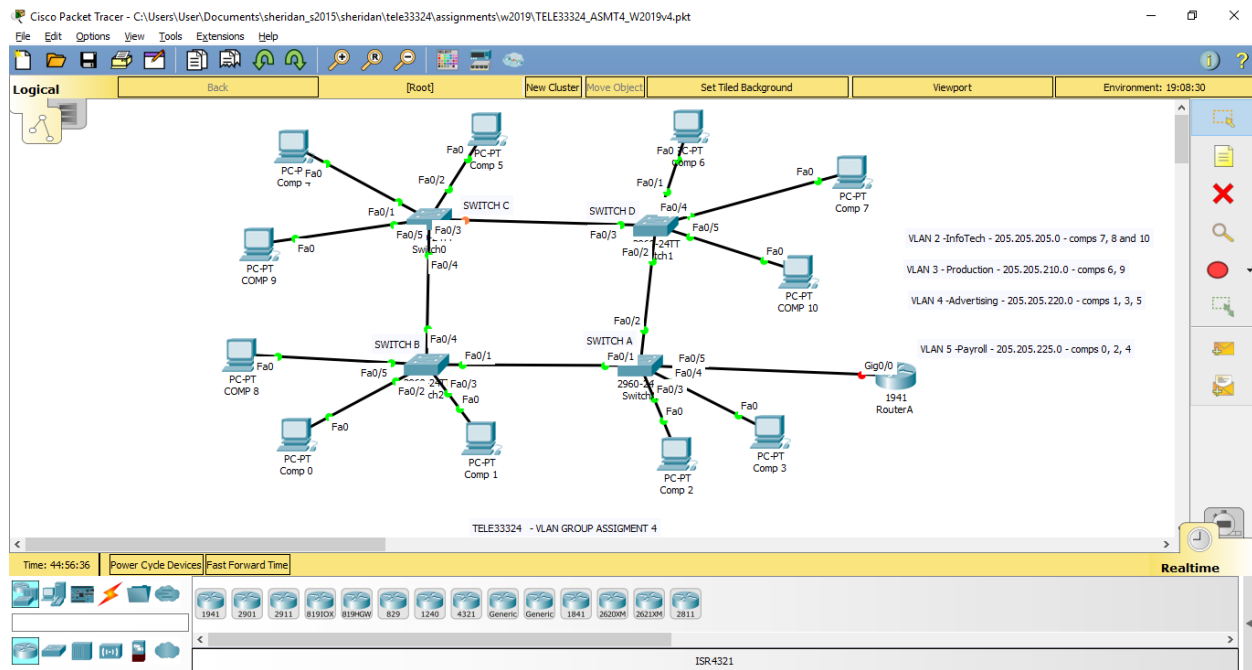 Cisco Packet Tracer - C:\Users\User\Documents\sheridan_s2015\sheridan\tele33324\assignments\w2019\TELE33324_ASMT4_W2019v4.pkt
File Edit Options View Tools Extensions Help
Logical Back [Root] New Cluster Move Object Set Tiled Background Viewport Environment: 19:08:30
Fa0
PC-PT
Comp 5
Fa0/2
Fa0
PC-P
Comp
Fa0/1
SWITCH C
Fa0/5 Fa0/3
Switch0
Fa0/4
Fa0
PC-PT
COMP 9
Fa0
C-PT
mp 6
Fa0/1
Fa0
PC-PT
Comp 7
Fa0/4
SWITCH D
Fa0/3
Fa0/5
Fa0/2
-24TT
tch1
Fa0
PC-PT
COMP 10
VLAN 2 -InfoTech - 205.205.205.0 - comps 7, 8 and 10
VLAN 3 - Production - 205.205.210.0 - comps 6, 9
VLAN 4 -Advertising - 205.205.220.0 - comps 1, 3, 5
VLAN 5 -Payroll - 205.205.225.0 - comps 0, 2, 4
SWITCH B
Fa0/4
Fa0/1
Fa0/5
Fa0/2
Fa0/3
ch2
Fa0
PC-PT
COMP 8
Fa0
PC-PT
Comp 0
Fa0
PC-PT
Comp 1
Fa0/2
SWITCH A
Fa0/1
Fa0/5
Fa0/4
2960-24
Fa0/3
Switch
Gig0/0
1941
RouterA
Fa0
PC-PT
Comp 2
Fa0
PC-PT
Comp 3
TELE33324 - VLAN GROUP ASSIGMENT 4
Time: 44:56:36 Power Cycle Devices Fast Forward Time
Realtime
1941 2901 2911 819IOX 819HGW 829 1240 4321 Generic Generic 1841 2620XM 2621XM 2811
ISR4321